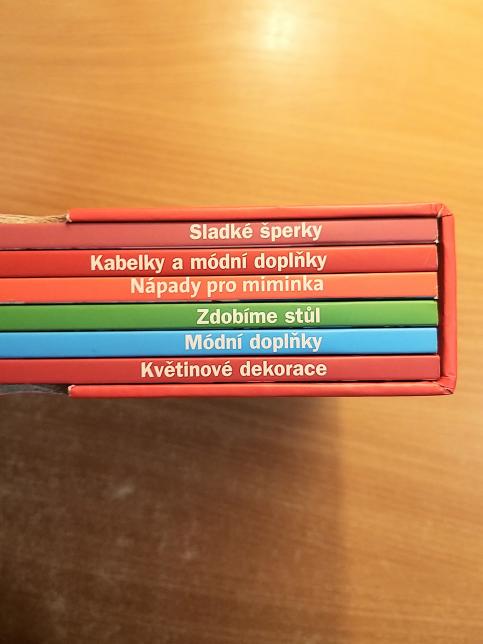 Sladké šperky
Kabelky a módní doplňky
Nápady pro miminka
Zdobíme stůl
Módní doplňky
Květinové dekorace